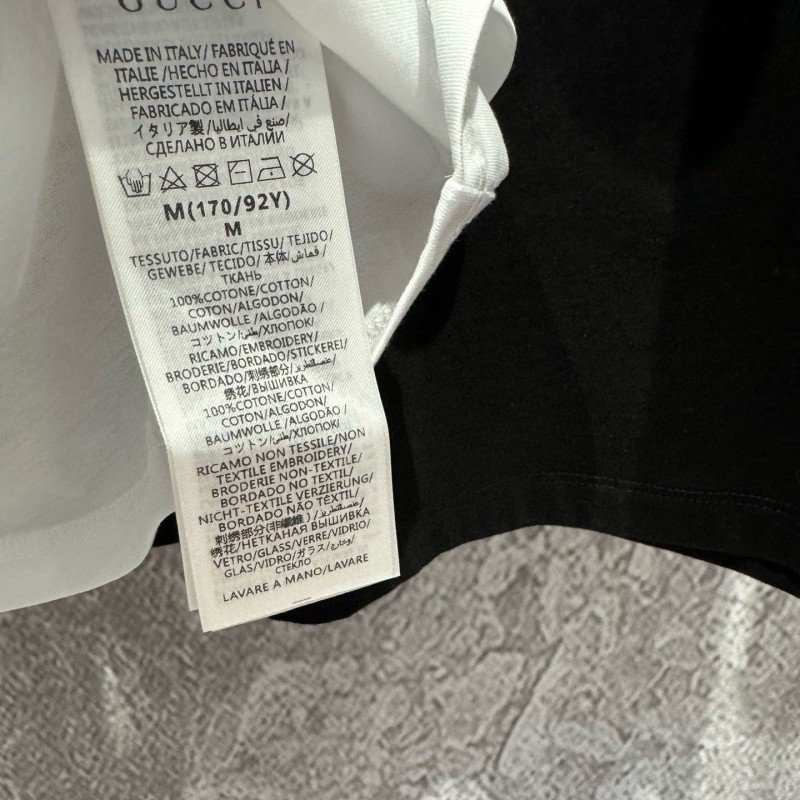 GUCCI
MADE IN ITALY/ FABRIQUÉ EN
ITALIE /HECHO EN ITALIA /
HERGESTELLT IN ITALIEN /
FABRICADO EM ITÁLIA /
イタリア製 /صنع في ايطاليا/
СДЕЛАНО В ИТАЛИИ
M(170/92Y)
M
TESSUTO/FABRIC/TISSU/ TEJIDO/
GEWEBE/ TECIDO/ 本体/ قماش /
ТКАНЬ
100%COTONE/COTTON/
COTON/ALGODON/
BAUMWOLLE /ALGODÃO /
コットン/قطن/ХЛОПОК/
RICAMO/EMBROIDERY/
BRODERIE/BORDADO/STICKEREI/
BORDADO /刺绣部分/
绣花/ВЫШИВКА
100%COTONE/COTTON/
COTON/ALGODON/
BAUMWOLLE /ALGODÃO /
コットン/قطن/ХЛОПОК/
RICAMO NON TESSILE/NON
TEXTILE EMBROIDERY/
BRODERIE NON-TEXTILE/
BORDADO NO TEXTIL/
NICHT-TEXTILE VERZIERUNG/
BORDADO NÃO TÊXTIL/
刺绣部分(非繊維)/
绣花/НЕТКАНАЯ ВЫШИВКА
VETRO/GLASS/VERRE/VIDRIO/
GLAS/VIDRO/ガラス/
СТЕКЛО
LAVARE A MANO/LAVARE